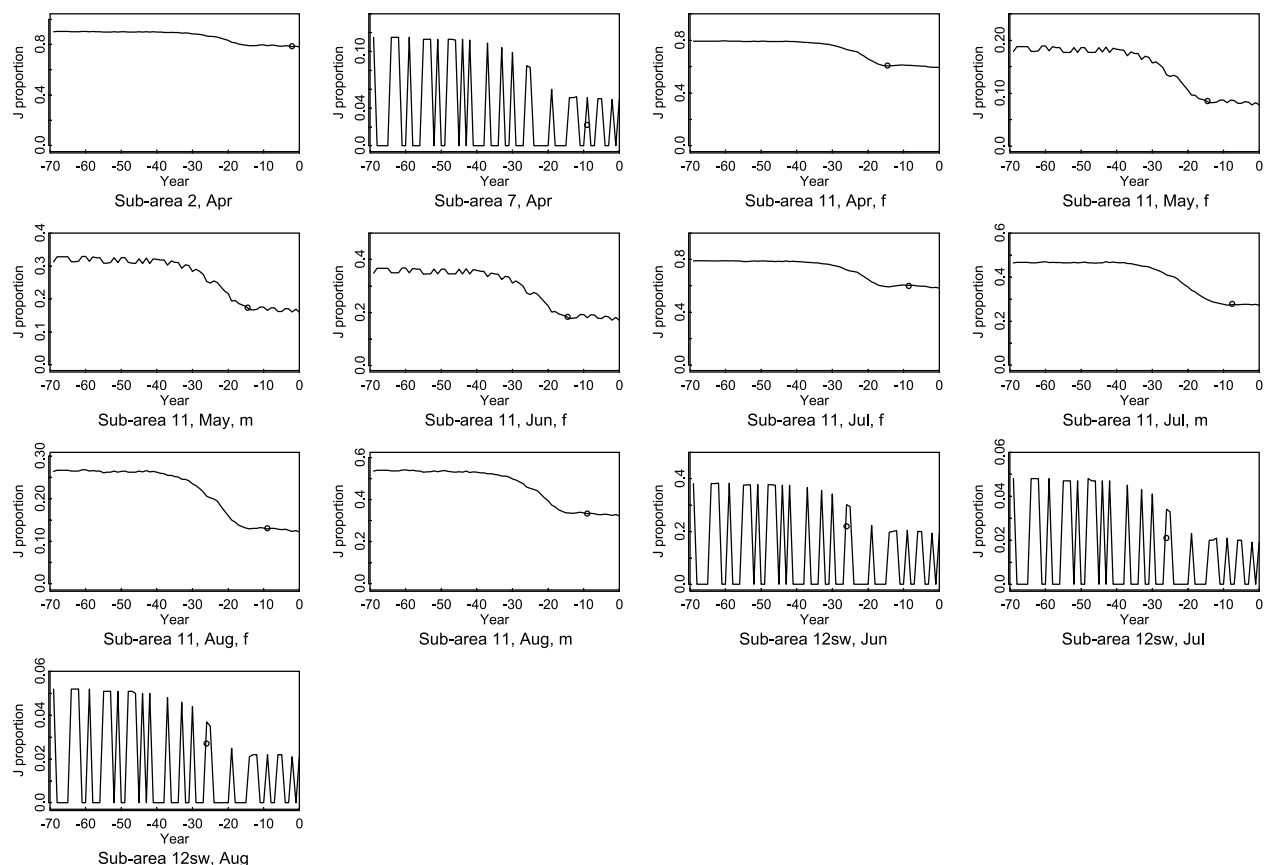 J proportion
0.0 0.4 0.8
-70 -60 -50 -40 -30 -20 -10 0
Year
Sub-area 2, Apr
J proportion
0.0 0.04 0.10
-70 -60 -50 -40 -30 -20 -10 0
Year
Sub-area 7, Apr
J proportion
0.0 0.4 0.8
-70 -60 -50 -40 -30 -20 -10 0
Year
Sub-area 11, Apr, f
J proportion
0.0 0.10 0.20
-70 -60 -50 -40 -30 -20 -10 0
Year
Sub-area 11, May, f
J proportion
0.0 0.1 0.2 0.3 0.4
-70 -60 -50 -40 -30 -20 -10 0
Year
Sub-area 11, May, m
J proportion
0.0 0.2 0.4
-70 -60 -50 -40 -30 -20 -10 0
Year
Sub-area 11, Jun, f
J proportion
0.0 0.4 0.8
-70 -60 -50 -40 -30 -20 -10 0
Year
Sub-area 11, Jul, f
J proportion
0.0 0.2 0.4 0.6
-70 -60 -50 -40 -30 -20 -10 0
Year
Sub-area 11, Jul, m
J proportion
0.0 0.10 0.20 0.30
-70 -60 -50 -40 -30 -20 -10 0
Year
Sub-area 11, Aug, f
J proportion
0.0 0.2 0.4 0.6
-70 -60 -50 -40 -30 -20 -10 0
Year
Sub-area 11, Aug, m
J proportion
0.0 0.2 0.4
-70 -60 -50 -40 -30 -20 -10 0
Year
Sub-area 12sw, Jun
J proportion
0.0 0.02 0.04 0.06
-70 -60 -50 -40 -30 -20 -10 0
Year
Sub-area 12sw, Jul
J proportion
0.0 0.02 0.04 0.06
-70 -60 -50 -40 -30 -20 -10 0
Year
Sub-area 12sw, Aug